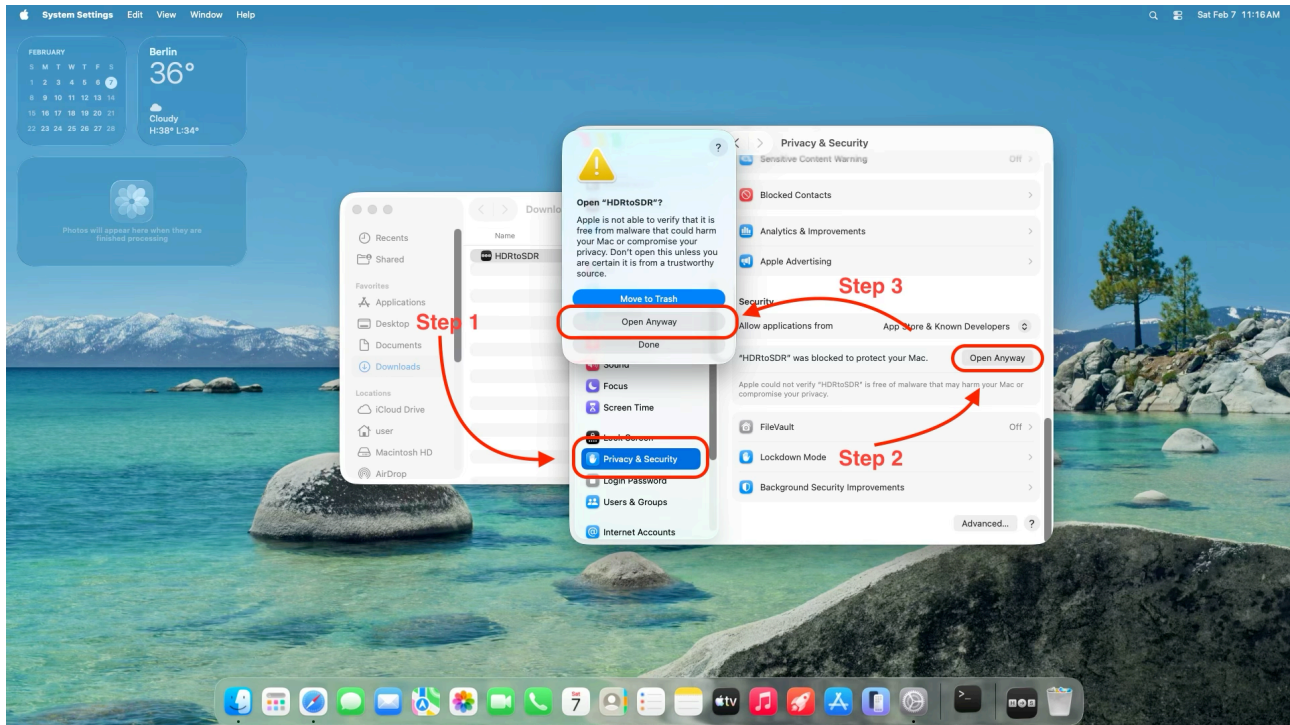 System Settings Edit View Window Help
Sat Feb 7 11:16 AM
FEBRUARY
S M T W T F S
1 2 3 4 5 6 7
8 9 10 11 12 13 14
15 16 17 18 19 20 21
22 23 24 25 26 27 28
Berlin
36°
Cloudy
H:38° L:34°
Photos will appear here when they are
finished processing
Recents
Shared
Favorites
Applications
Desktop
Documents
Downloads
Locations
iCloud Drive
user
Macintosh HD
AirDrop
Downlo
Name
HDRtoSDR
Step 1
?
Open "HDRtoSDR"?
Apple is not able to verify that it is
free from malware that could harm
your Mac or compromise your
privacy. Don't open this unless you
are certain it is from a trustworthy
source.
Move to Trash
Open Anyway
Done
Sound
Focus
Screen Time
Lock Screen
Privacy & Security
Login Password
Users & Groups
Internet Accounts
Privacy & Security
Sensitive Content Warning Off
Blocked Contacts
Analytics & Improvements
Apple Advertising
Step 3
Security
Allow applications from App Store & Known Developers
"HDRtoSDR" was blocked to protect your Mac. Open Anyway
Apple could not verify "HDRtoSDR" is free of malware that may harm your Mac or
compromise your privacy.
FileVault Off
Lockdown Mode
Step 2
Background Security Improvements
Advanced... ?
Sat
7
tv